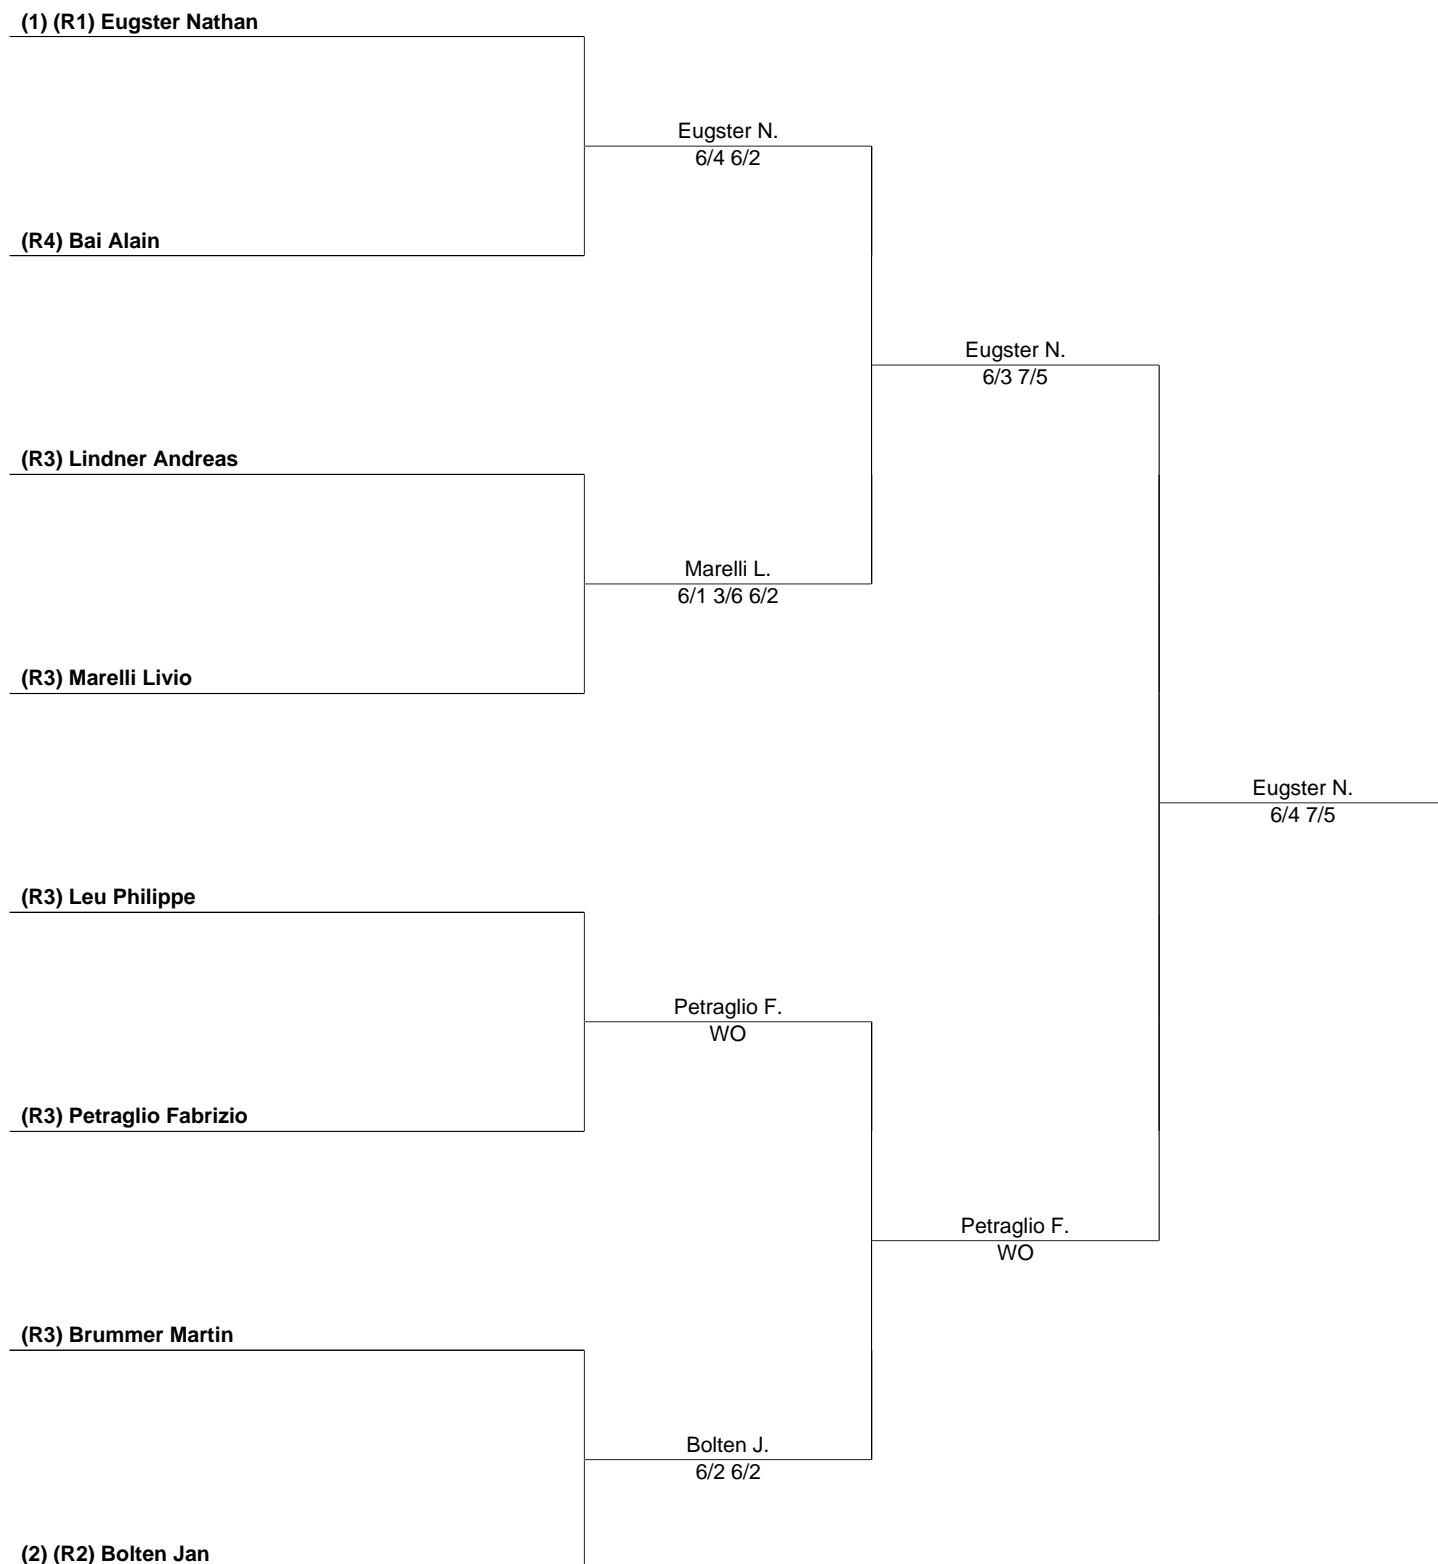 (1) (R1) Eugster Nathan
Eugster N.
6/4 6/2
(R4) Bai Alain
Eugster N.
6/3 7/5
(R3) Lindner Andreas
Marelli L.
6/1 3/6 6/2
(R3) Marelli Livio
Eugster N.
6/4 7/5
(R3) Leu Philippe
Petraglio F.
WO
(R3) Petraglio Fabrizio
Petraglio F.
WO
(R3) Brummer Martin
Bolten J.
6/2 6/2
(2) (R2) Bolten Jan